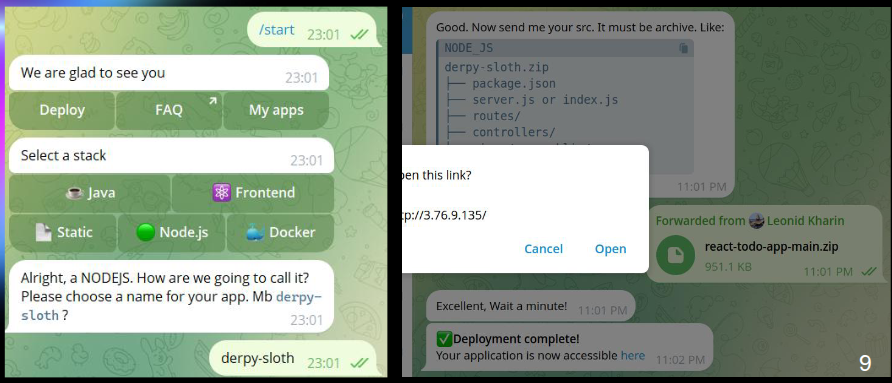 /start 23:01
We are glad to see you
23:01
Deploy
FAQ
My apps
Select a stack
23:01
Java
Frontend
Static
Node.js
Docker
Alright, a NODEJS. How are we going to call it?
Please choose a name for your app. Mb derpy-
sloth ?
23:01
derpy-sloth 23:01
Good. Now send me your src. It must be archive. Like:
NODE_JS
derpy-sloth.zip
├── package.json
├── server.js or index.js
├── routes/
├── controllers/
11:01 PM
pen this link?
tp://3.76.9.135/
Cancel
Open
Forwarded from Leonid Kharin
react-todo-app-main.zip
951.1 KB
11:01 PM
Excellent, Wait a minute! 11:01 PM
✅Deployment complete!
Your application is now accessible here 11:02 PM
9